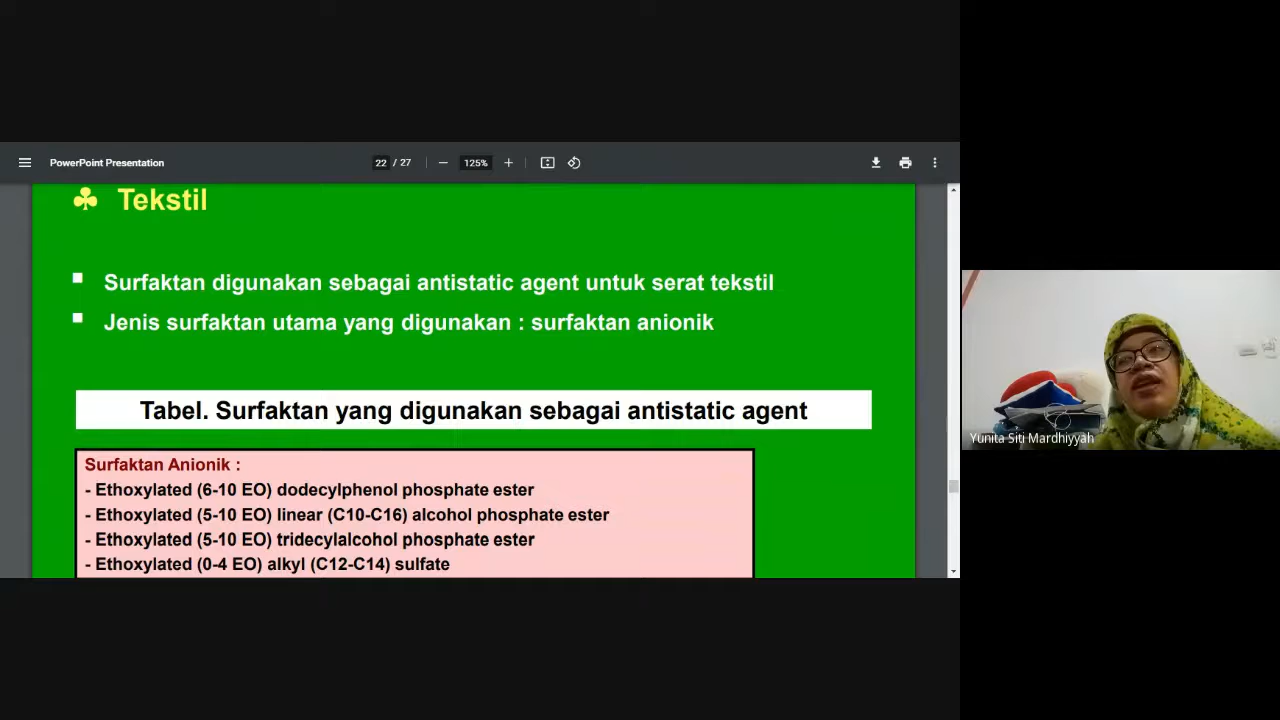 PowerPoint Presentation
22 / 27
125%
Tekstil
Surfaktan digunakan sebagai antistatic agent untuk serat tekstil
Jenis surfaktan utama yang digunakan : surfaktan anionik
Tabel. Surfaktan yang digunakan sebagai antistatic agent
Surfaktan Anionik :
- Ethoxylated (6-10 EO) dodecylphenol phosphate ester
- Ethoxylated (5-10 EO) linear (C10-C16) alcohol phosphate ester
- Ethoxylated (5-10 EO) tridecylalcohol phosphate ester
- Ethoxylated (0-4 EO) alkyl (C12-C14) sulfate
Yunita Siti Mardhiyyah